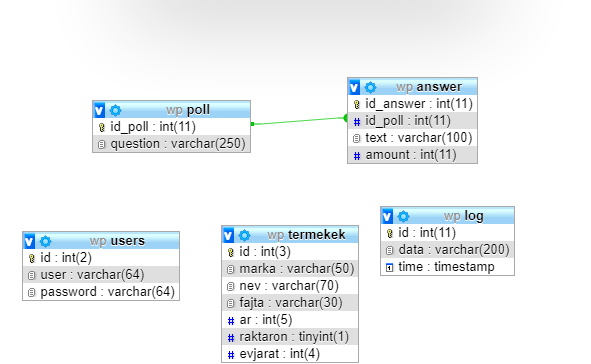 wp poll
id_poll : int(11)
question : varchar(250)
wp answer
id_answer : int(11)
id_poll : int(11)
text : varchar(100)
amount : int(11)
wp users
id : int(2)
user : varchar(64)
password : varchar(64)
wp termekek
id : int(3)
marka : varchar(50)
nev : varchar(70)
fajta : varchar(30)
ar : int(5)
raktaron : tinyint(1)
evjarat : int(4)
wp log
id : int(11)
data : varchar(200)
time : timestamp